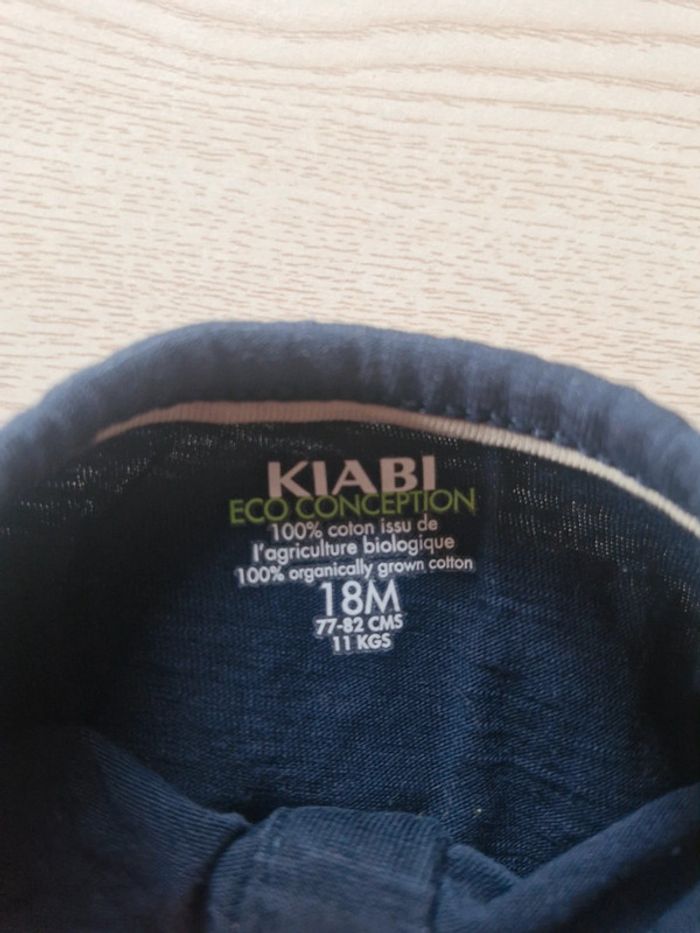 KIABI
ECO CONCEPTION
100% coton issu de
l'agriculture biologique
100% organically grown cotton
18M
77-82 CMS
11 KGS